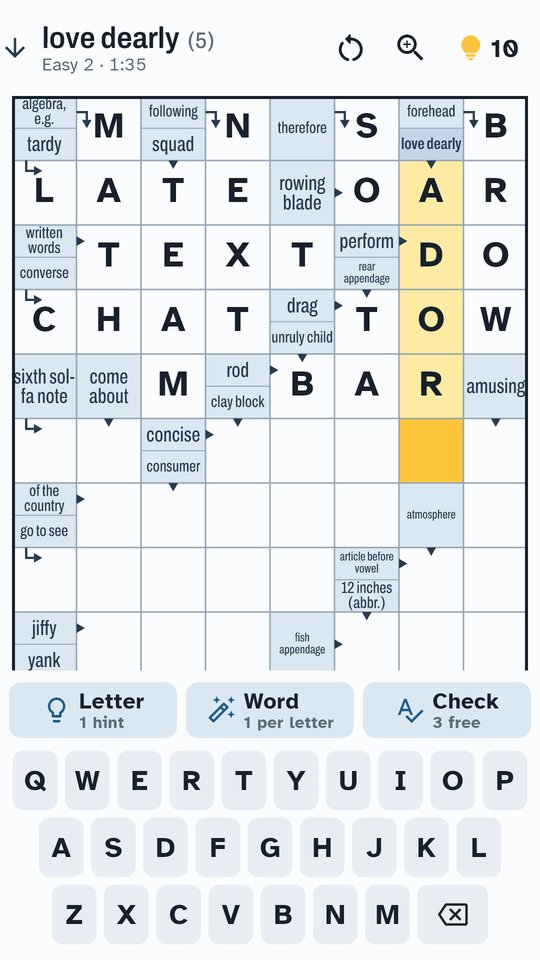 love dearly (5)
Easy 2 · 1:35
10
algebra,
e.g.
tardy
M
following
squad
N
therefore
S
forehead
love dearly
B
L
A
T
E
rowing
blade
O
A
R
written
words
converse
T
E
X
T
perform
rear
appendage
D
O
C
H
A
T
drag
unruly child
T
O
W
sixth sol-
fa note
come
about
M
rod
clay block
B
A
R
amusing
concise
consumer
of the
country
go to see
atmosphere
article before
vowel
12 inches
(abbr.)
jiffy
yank
fish
appendage
Letter
1 hint
Word
1 per letter
Check
3 free
Q W E R T Y U I O P
A S D F G H J K L
Z X C V B N M